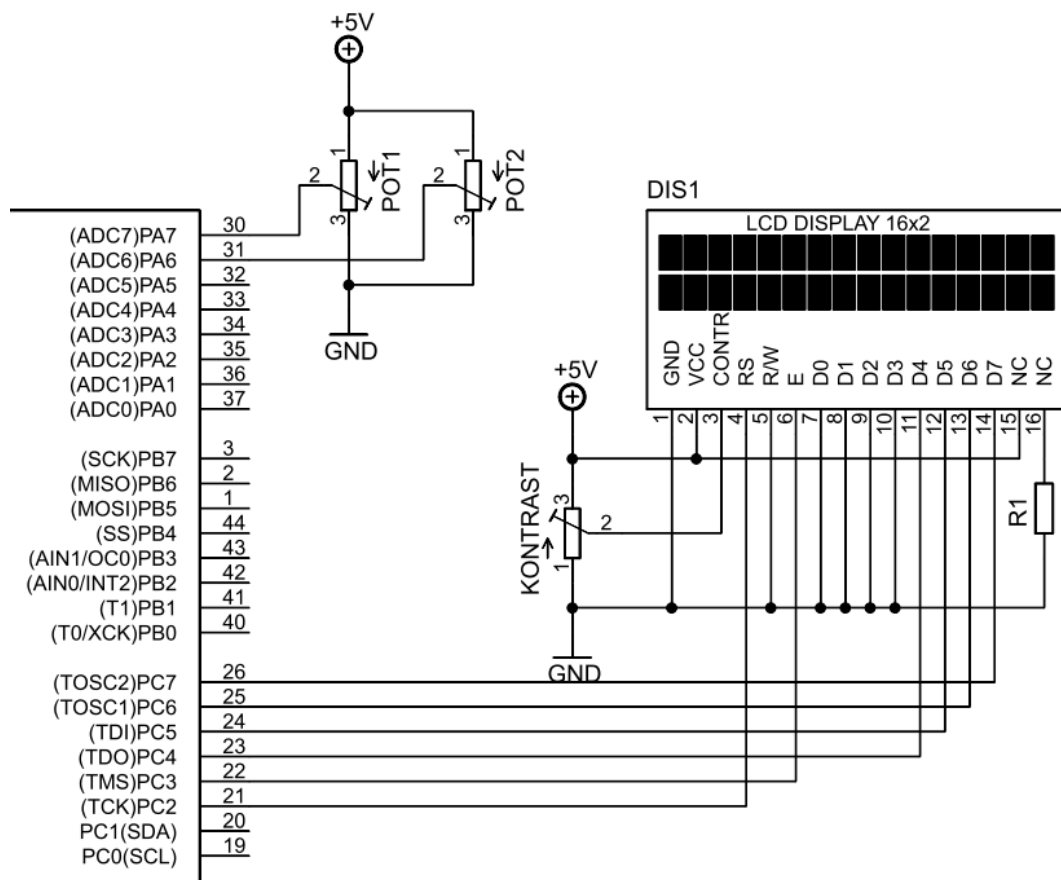 +5V
1
2
POT1
3
1
2
POT2
3
GND
(ADC7)PA7 30
(ADC6)PA6 31
(ADC5)PA5 32
(ADC4)PA4 33
(ADC3)PA3 34
(ADC2)PA2 35
(ADC1)PA1 36
(ADC0)PA0 37
(SCK)PB7 3
(MISO)PB6 2
(MOSI)PB5 1
(SS)PB4 44
(AIN1/OC0)PB3 43
(AIN0/INT2)PB2 42
(T1)PB1 41
(T0/XCK)PB0 40
(TOSC2)PC7 26
(TOSC1)PC6 25
(TDI)PC5 24
(TDO)PC4 23
(TMS)PC3 22
(TCK)PC2 21
PC1(SDA) 20
PC0(SCL) 19
DIS1
LCD DISPLAY 16x2
GND
VCC
CONTR
RS
R/W
E
D0
D1
D2
D3
D4
D5
D6
D7
NC
NC
1
2
3
4
5
6
7
8
9
10
11
12
13
14
15
16
+5V
3
KONTRAST
2
1
GND
R1